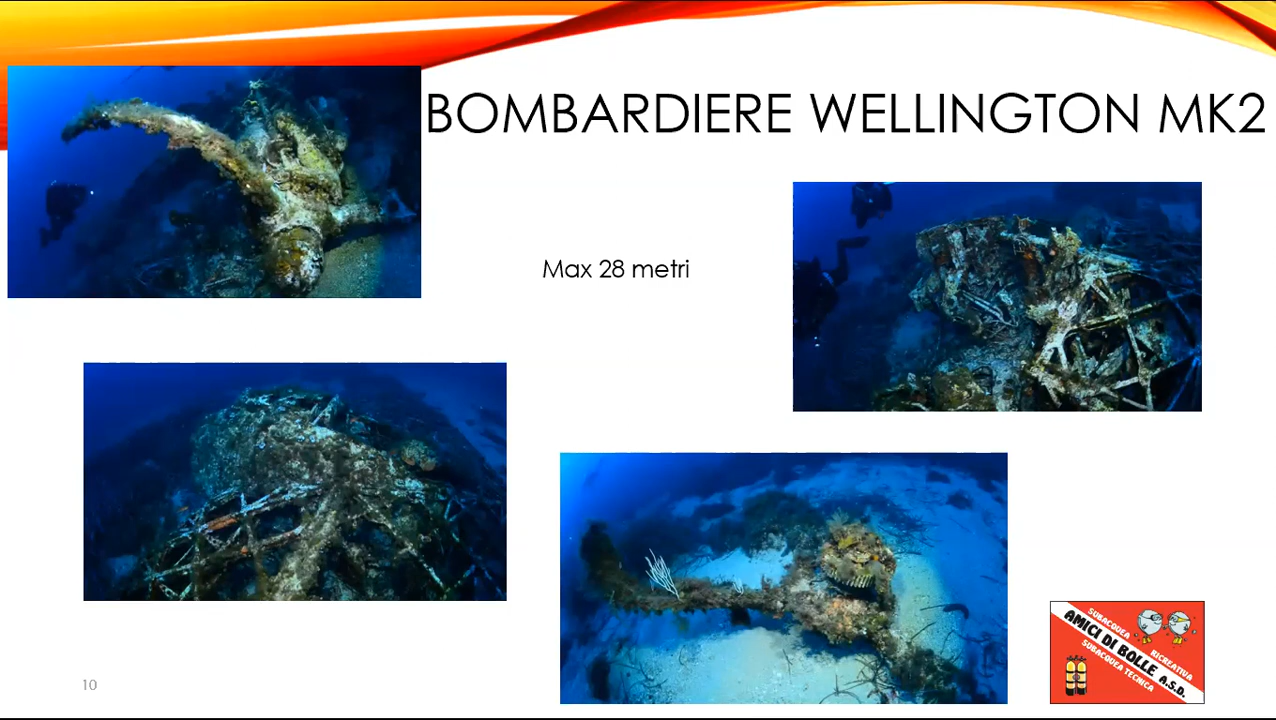 BOMBARDIERE WELLINGTON MK2
Max 28 metri
10
SUBACQUEA
RICREATIVA
AMICI DI BOLLE A.S.D.
SUBACQUEA TECNICA